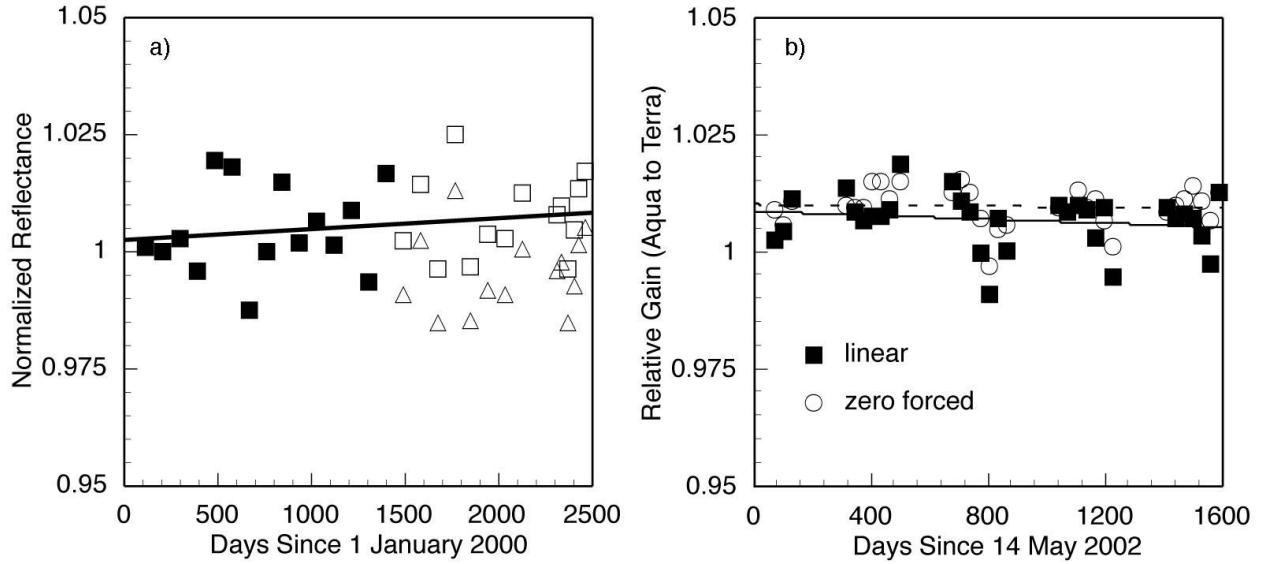 a)
Normalized Reflectance
1.05
1.025
1
0.975
0.95
0 500 1000 1500 2000 2500
Days Since 1 January 2000
b)
Relative Gain (Aqua to Terra)
1.05
1.025
1
0.975
0.95
linear
zero forced
0 400 800 1200 1600
Days Since 14 May 2002